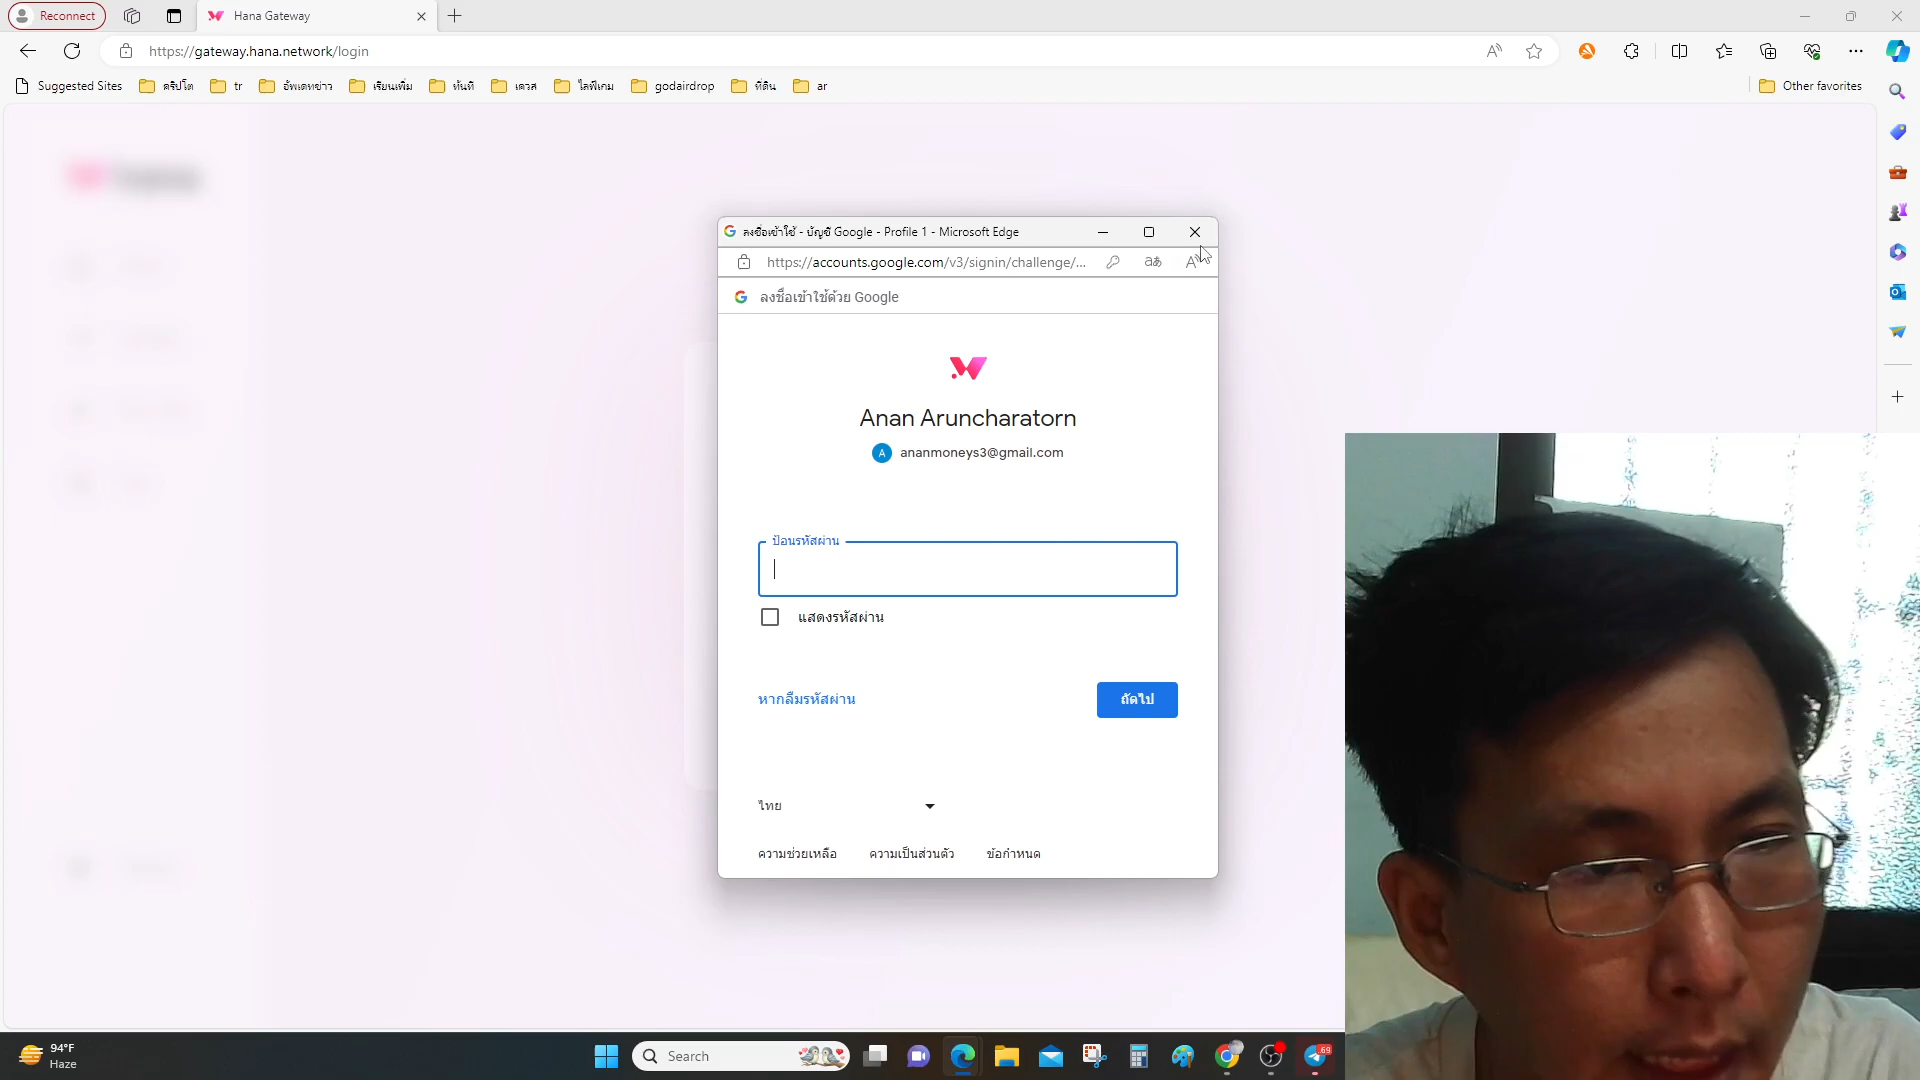 Reconnect
Hana Gateway
https://gateway.hana.network/login
Suggested Sites
คริปโต
tr
อัพเดทข่าว
เรียนเพิ่ม
ทันที
เควส
ไลฟ์เกม
godairdrop
ที่ดิน
ar
Other favorites
ลงชื่อเข้าใช้ - บัญชี Google - Profile 1 - Microsoft Edge
https://accounts.google.com/v3/signin/challenge/...
ลงชื่อเข้าใช้ด้วย Google
Anan Aruncharatorn
A
ananmoneys3@gmail.com
ป้อนรหัสผ่าน
แสดงรหัสผ่าน
หากลืมรหัสผ่าน
ถัดไป
ไทย
ความช่วยเหลือ
ความเป็นส่วนตัว
ข้อกำหนด
94°F
Haze
Search
69